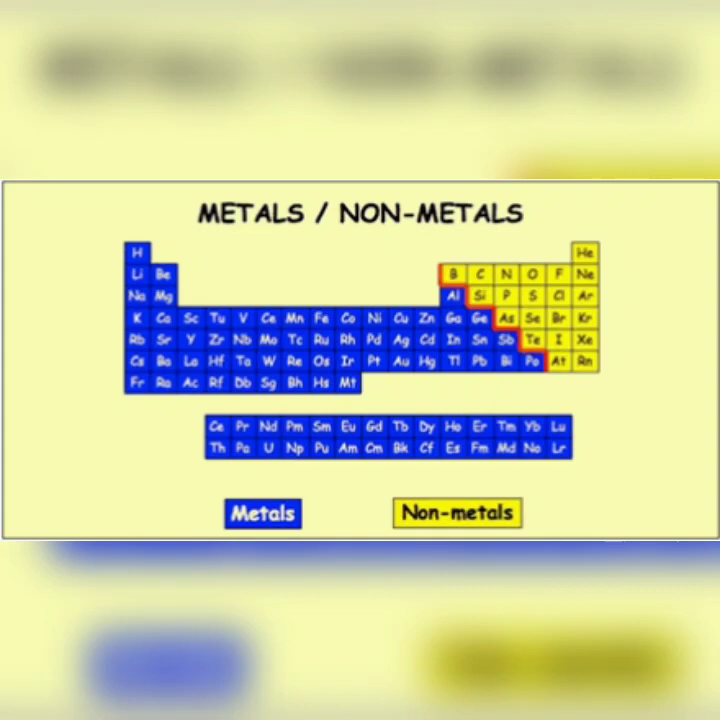 METALS / NON-METALS
H He
Li Be B C N O F Ne
Na Mg Al Si P S Cl Ar
K Ca Sc Tu V Ce Mn Fe Co Ni Cu Zn Ga Ge As Se Br Kr
Rb Sr Y Zr Nb Mo Tc Ru Rh Pd Ag Cd In Sn Sb Te I Xe
Cs Ba La Hf Ta W Re Os Ir Pt Au Hg Tl Pb Bi Po At Rn
Fr Ra Ac Rf Db Sg Bh Hs Mt
Ce Pr Nd Pm Sm Eu Gd Tb Dy Ho Er Tm Yb Lu
Th Pa U Np Pu Am Cm Bk Cf Es Fm Md No Lr
Metals Non-metals